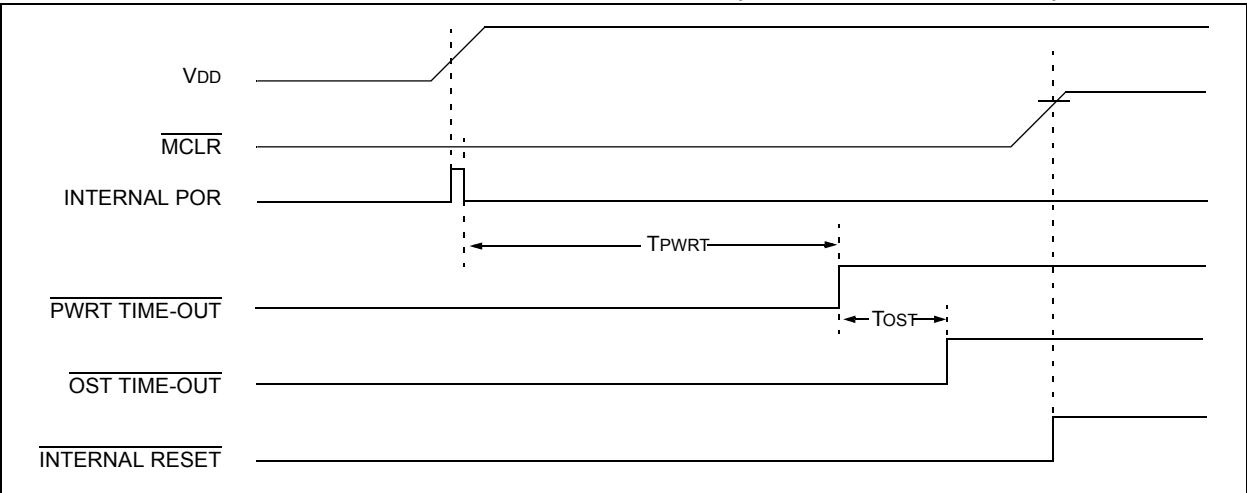 VDD
MCLR
INTERNAL POR
TPWRT
PWRT TIME-OUT
TOST
OST TIME-OUT
INTERNAL RESET